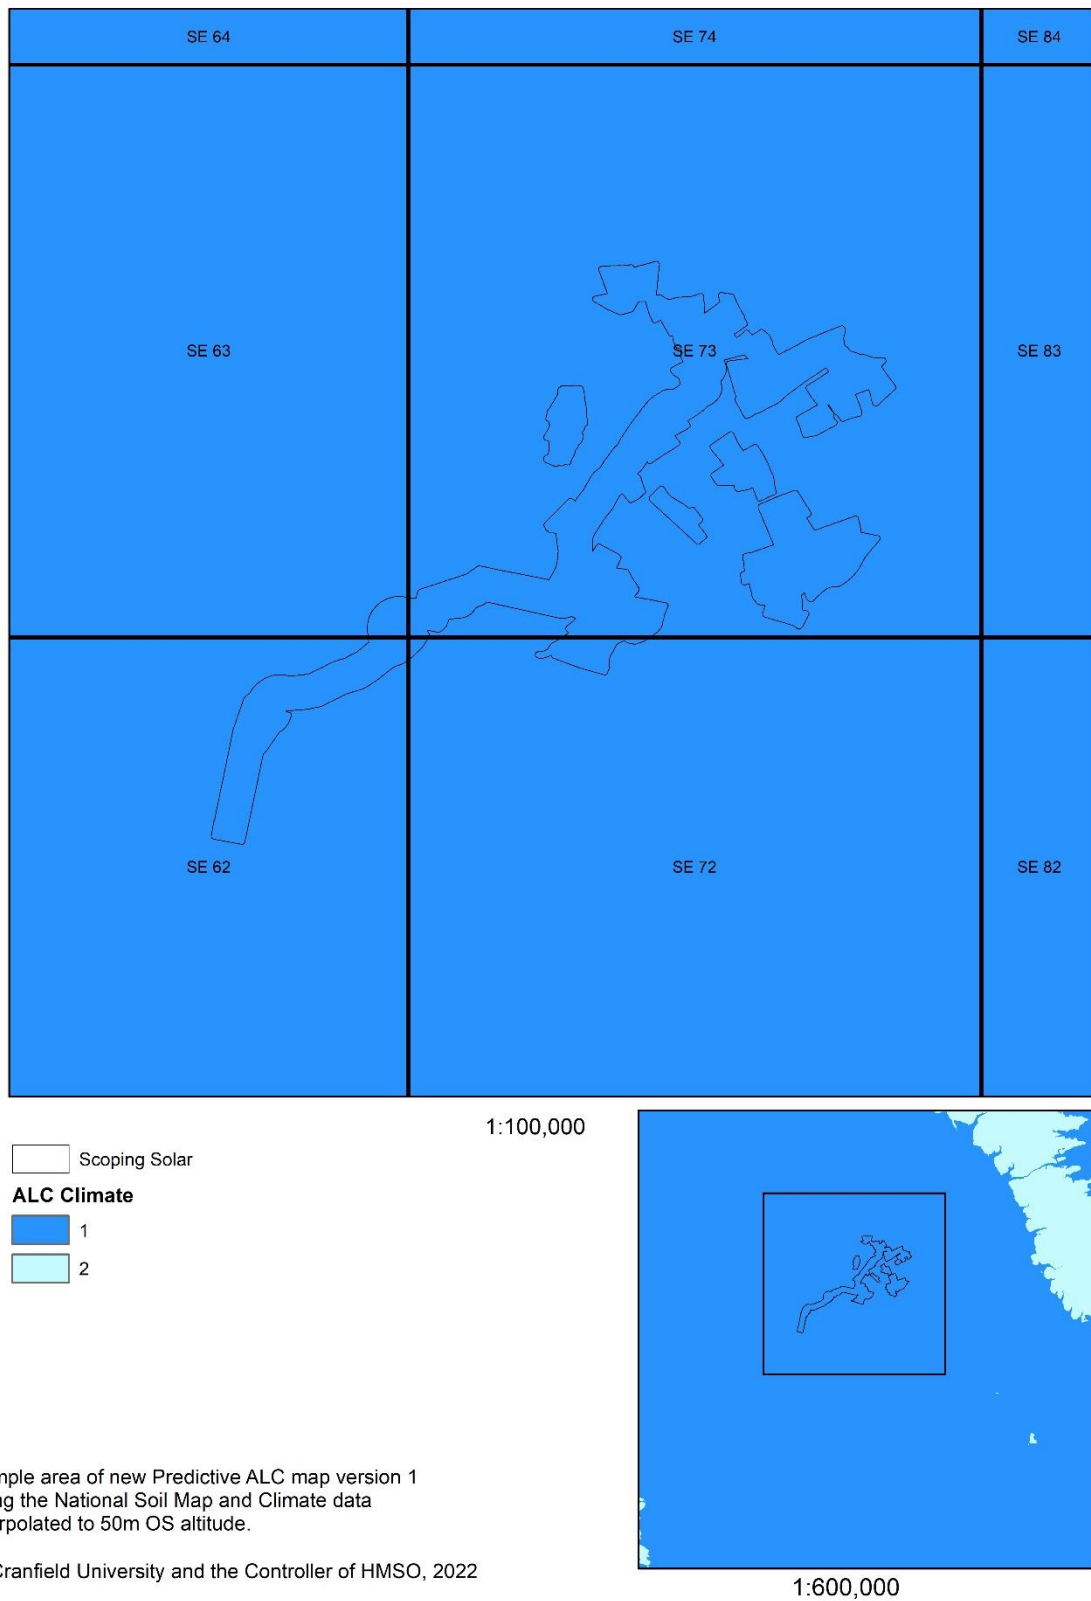 SE 64
SE 74
SE 84
SE 63
SE 73
SE 83
SE 62
SE 72
SE 82
1:100,000
Scoping Solar
ALC Climate
1
2
mple area of new Predictive ALC map version 1
ng the National Soil Map and Climate data
rpolated to 50m OS altitude.
Cranfield University and the Controller of HMSO, 2022
1:600,000